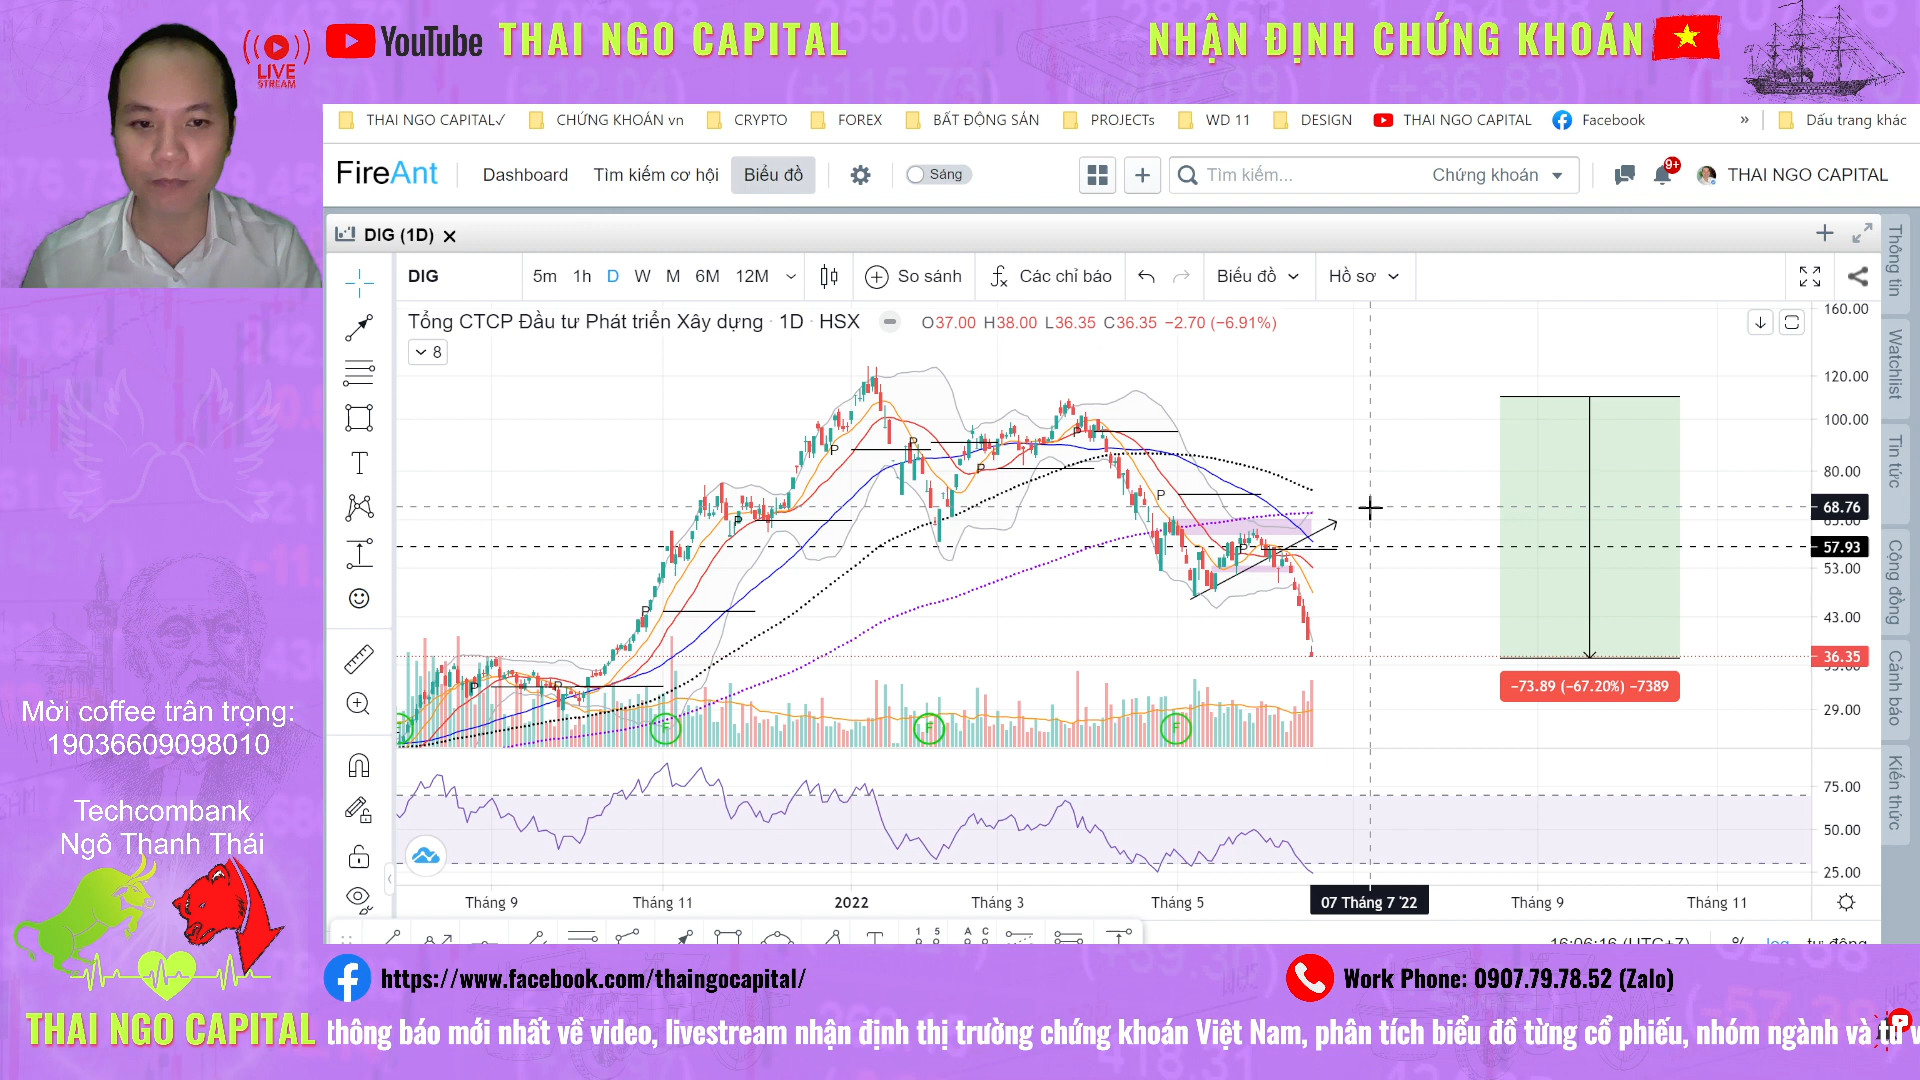 LIVE
STREAM
YouTube THAI NGO CAPITAL
NHẬN ĐỊNH CHỨNG KHOÁN
THAI NGO CAPITAL✓ CHỨNG KHOÁN vn CRYPTO FOREX BẤT ĐỘNG SẢN PROJECTs WD 11 DESIGN THAI NGO CAPITAL Facebook » Dấu trang khác
FireAnt Dashboard Tìm kiếm cơ hội Biểu đồ Sáng Tìm kiếm... Chứng khoán 9+ THAI NGO CAPITAL
DIG (1D)
DIG 5m 1h D W M 6M 12M So sánh Các chỉ báo Biểu đồ Hồ sơ
Tổng CTCP Đầu tư Phát triển Xây dựng · 1D · HSX O37.00 H38.00 L36.35 C36.35 −2.70 (−6.91%)
8
160.00
120.00
100.00
80.00
68.76
57.93
53.00
43.00
36.35
29.00
75.00
50.00
25.00
P P P P P P P P P P
F F F
−73.89 (−67.20%) −7389
Tháng 9 Tháng 11 2022 Tháng 3 Tháng 5 07 Tháng 7 '22 Tháng 9 Tháng 11
16:06:16 (UTC+7) % log tự động
Thông tin
Watchlist
Tin tức
Cộng đồng
Cảnh báo
Kiến thức
Mời coffee trân trọng:
19036609098010
Techcombank
Ngô Thanh Thái
THAI NGO CAPITAL
https://www.facebook.com/thaingocapital/
Work Phone: 0907.79.78.52 (Zalo)
thông báo mới nhất về video, livestream nhận định thị trường chứng khoán Việt Nam, phân tích biểu đồ từng cổ phiếu, nhóm ngành và